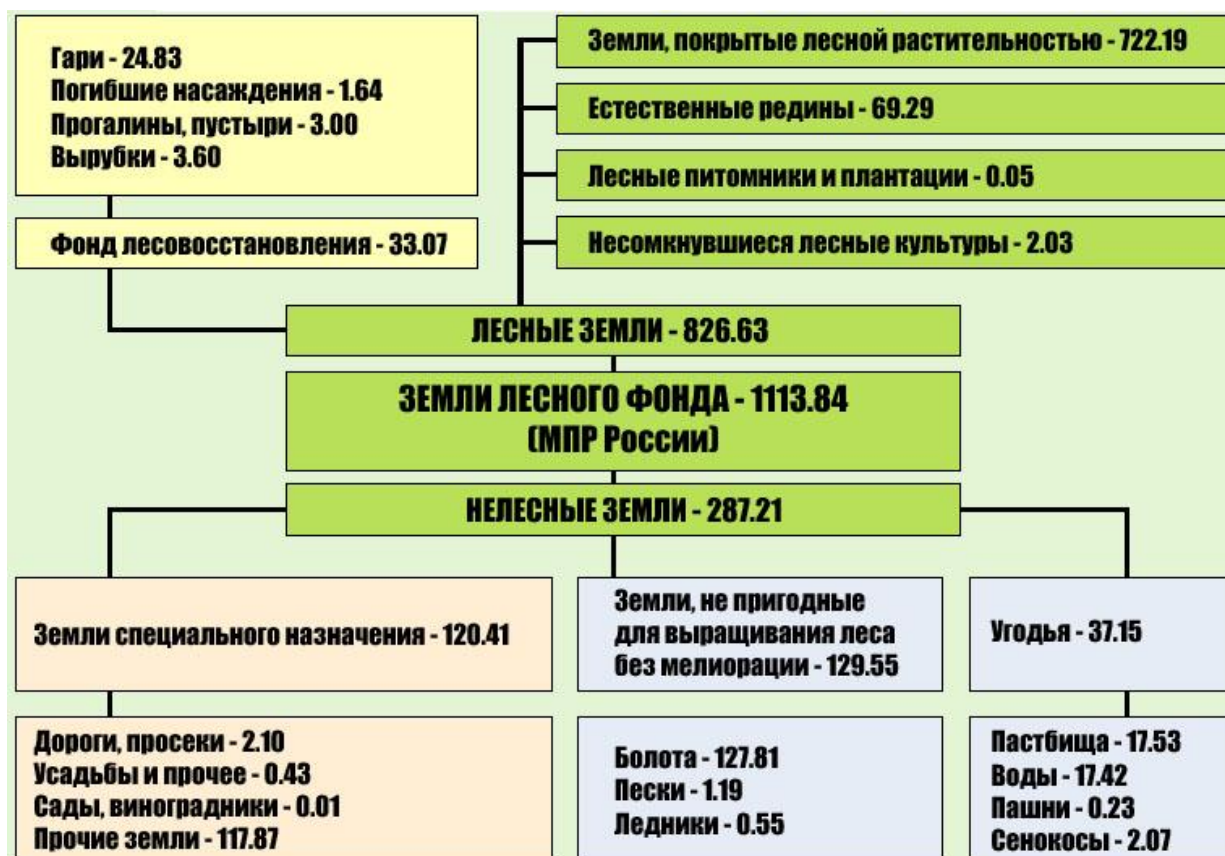 Гари - 24.83
Погибшие насаждения - 1.64
Прогалины, пустыри - 3.00
Вырубки - 3.60
Фонд лесовосстановления - 33.07
Земли, покрытые лесной растительностью - 722.19
Естественные редины - 69.29
Лесные питомники и плантации - 0.05
Несомкнувшиеся лесные культуры - 2.03
ЛЕСНЫЕ ЗЕМЛИ - 826.63
ЗЕМЛИ ЛЕСНОГО ФОНДА - 1113.84
(МПР России)
НЕЛЕСНЫЕ ЗЕМЛИ - 287.21
Земли специального назначения - 120.41
Дороги, просеки - 2.10
Усадьбы и прочее - 0.43
Сады, виноградники - 0.01
Прочие земли - 117.87
Земли, не пригодные
для выращивания леса
без мелиорации - 129.55
Болота - 127.81
Пески - 1.19
Ледники - 0.55
Угодья - 37.15
Пастбища - 17.53
Воды - 17.42
Пашни - 0.23
Сенокосы - 2.07